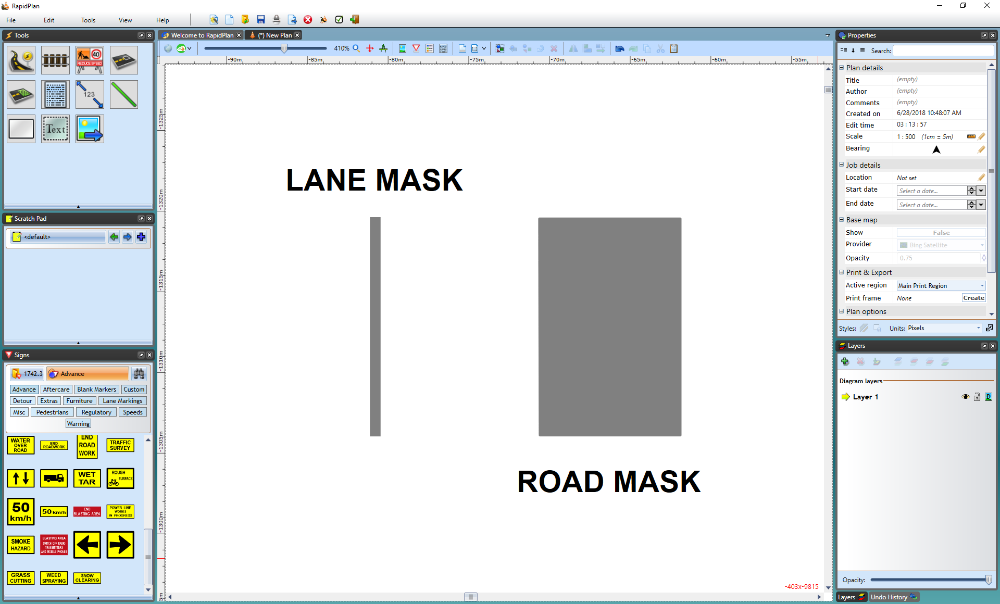 RapidPlan
File Edit Tools View Help
Tools
40
REDUCE SPEED
123
Text
Scratch Pad
<default>
Signs
1742.3 Advance
Advance Aftercare Blank Markers Custom
Detour Extras Furniture Lane Markings
Misc Pedestrians Regulatory Speeds
Warning
WATER
OVER
ROAD
END
ROADWORK
END
ROAD
WORK
TRAFFIC
SURVEY
WET
TAR
ROUGH
SURFACE
50
km/h
50 km/h
END
BLASTING AREA
POWER LINE
WORKS
IN PROGRESS
SMOKE
HAZARD
BLASTING AREA
SWITCH OFF RADIO
TRANSMITTERS
AND MOBILE PHONES
GRASS
CUTTING
WEED
SPRAYING
SNOW
CLEARING
Welcome to RapidPlan (*) New Plan
410%
-90m -85m -80m -75m -70m -65m -60m -55m
-1325m
-1320m
-1315m
-1310m
-1305m
-1300m
5m
LANE MASK
ROAD MASK
-403x-9815
Properties
Search:
Plan details
Title (empty)
Author (empty)
Comments (empty)
Created on 6/28/2018 10:48:07 AM
Edit time 03 : 13 : 57
Scale 1 : 500 (1cm = 5m)
Bearing
Job details
Location Not set
Start date Select a date...
End date Select a date...
Base map
Show False
Provider Bing Satellite
Opacity 0.75
Print & Export
Active region Main Print Region
Print frame None Create
Plan options
Styles: Units: Pixels
Layers
Diagram layers
Layer 1 D
Opacity:
Layers Undo History